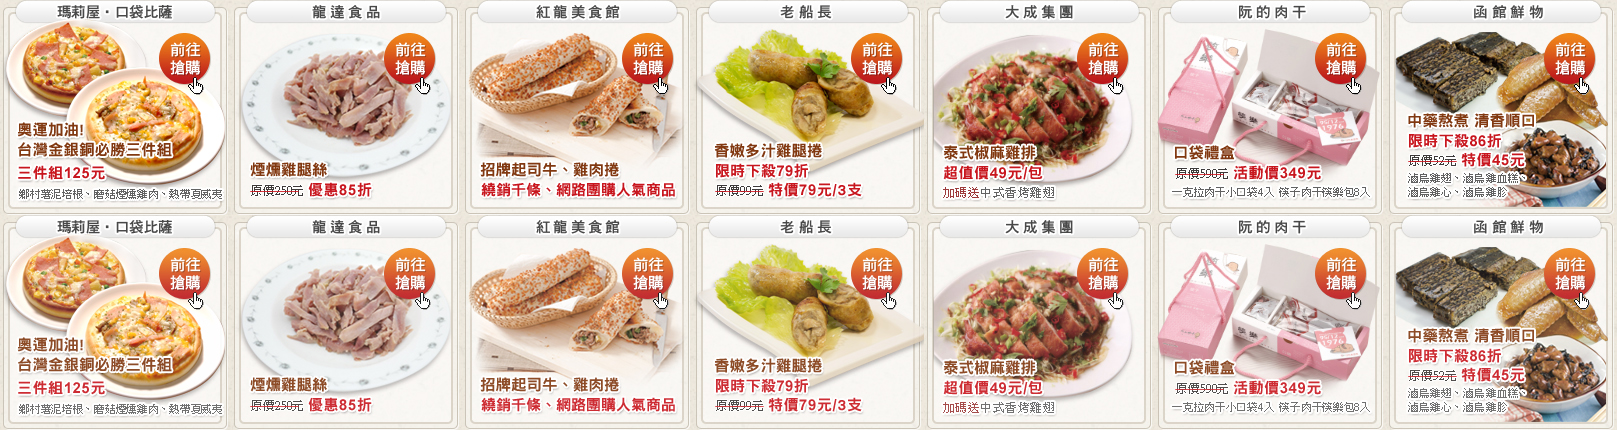 瑪莉屋·口袋比薩
前往
搶購
奧運加油!
台灣金銀銅必勝三件組
三件組125元
鄉村薯泥培根、磨菇煙燻雞肉、熱帶夏威夷
龍達食品
前往
搶購
煙燻雞腿絲
原價250元 優惠85折
紅龍美食館
前往
搶購
招牌起司牛、雞肉捲
繞銷千條、網路團購人氣商品
老船長
前往
搶購
香嫩多汁雞腿捲
限時下殺79折
原價99元 特價79元/3支
大成集團
前往
搶購
泰式椒麻雞排
超值價49元/包
加碼送中式香烤雞翅
阮的肉干
前往
搶購
口袋禮盒
原價590元 活動價349元
一克拉肉干小口袋4入 筷子肉干筷樂包8入
函館鮮物
前往
搶購
中藥熬煮 清香順口
限時下殺86折
原價52元 特價45元
滷烏雞翅、滷烏雞血糕、
滷烏雞心、滷烏雞胗
瑪莉屋·口袋比薩
前往
搶購
奧運加油!
台灣金銀銅必勝三件組
三件組125元
鄉村薯泥培根、磨菇煙燻雞肉、熱帶夏威夷
龍達食品
前往
搶購
煙燻雞腿絲
原價250元 優惠85折
紅龍美食館
前往
搶購
招牌起司牛、雞肉捲
繞銷千條、網路團購人氣商品
老船長
前往
搶購
香嫩多汁雞腿捲
限時下殺79折
原價99元 特價79元/3支
大成集團
前往
搶購
泰式椒麻雞排
超值價49元/包
加碼送中式香烤雞翅
阮的肉干
前往
搶購
口袋禮盒
原價590元 活動價349元
一克拉肉干小口袋4入 筷子肉干筷樂包8入
函館鮮物
前往
搶購
中藥熬煮 清香順口
限時下殺86折
原價52元 特價45元
滷烏雞翅、滷烏雞血糕、
滷烏雞心、滷烏雞胗